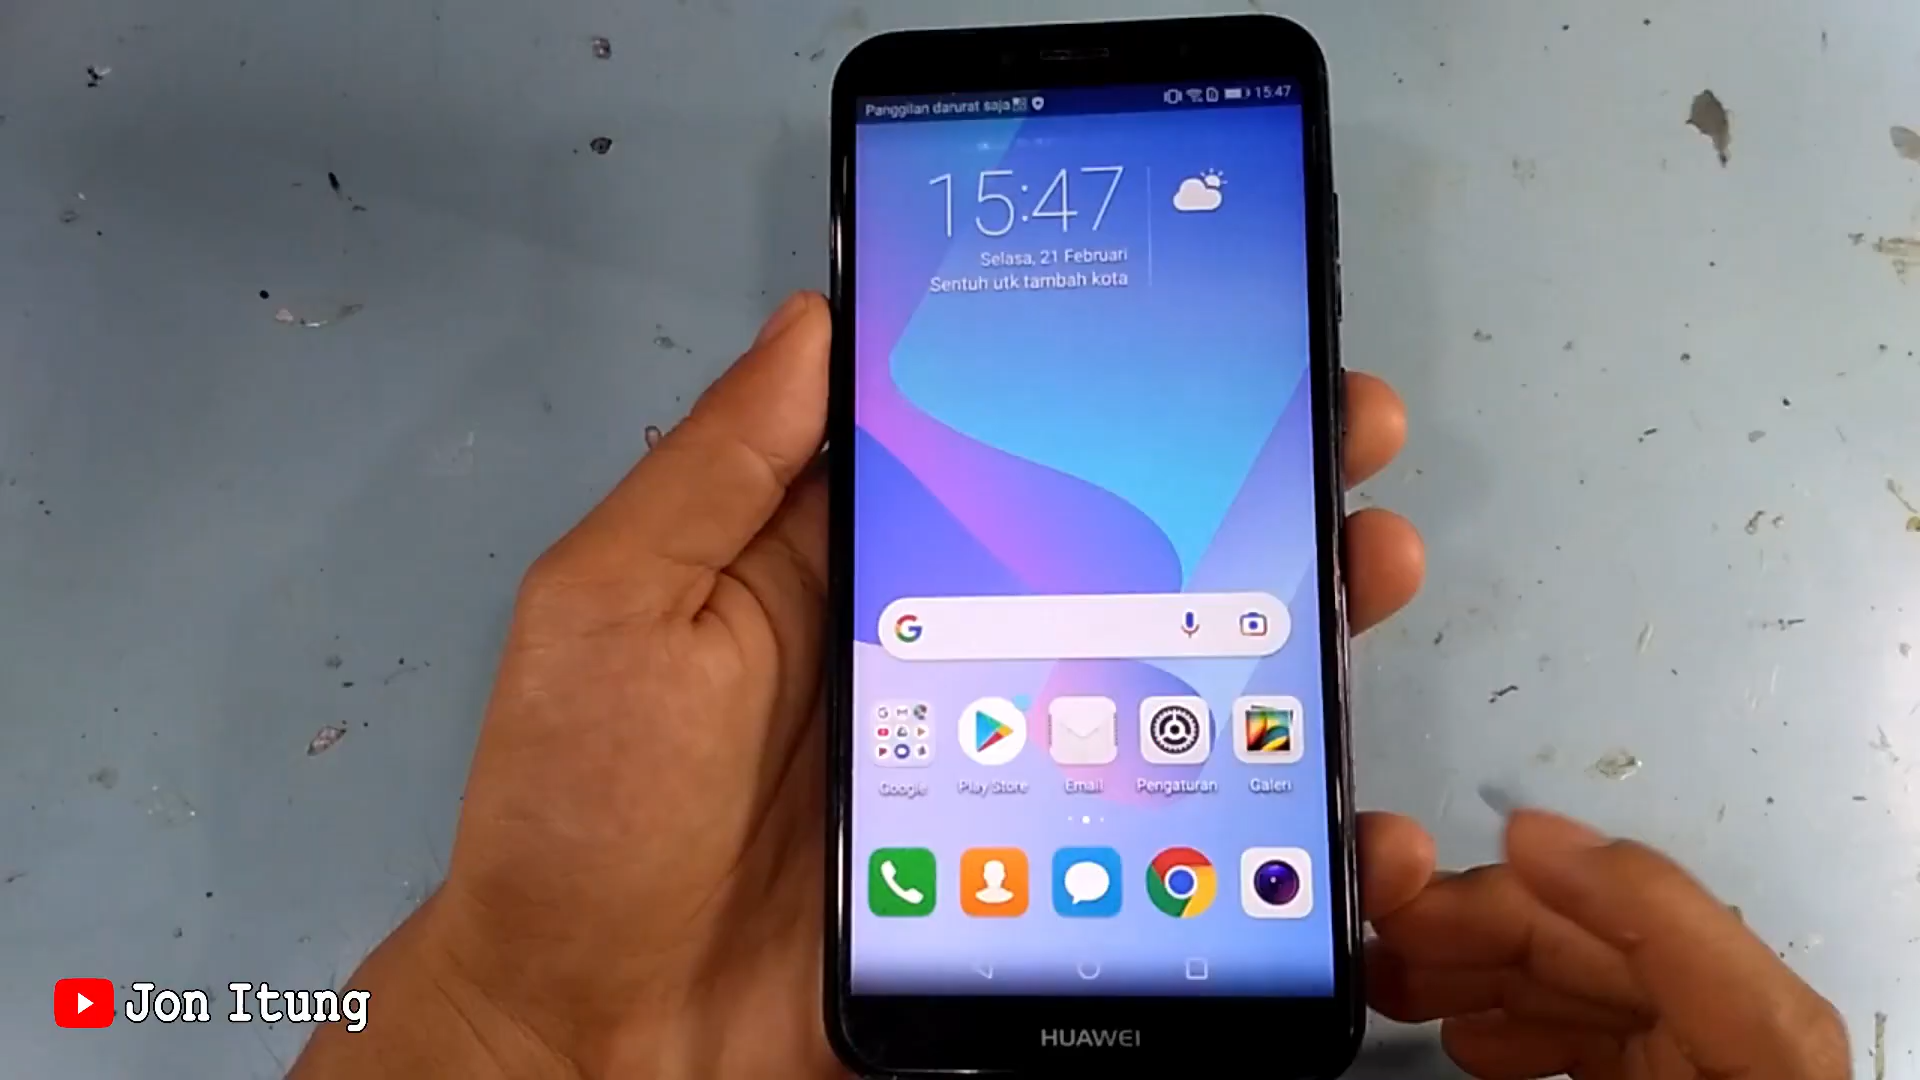 Panggilan darurat saja
15:47
15:47
Selasa, 21 Februari
Sentuh utk tambah kota
Google
Play Store
Email
Pengaturan
Galeri
HUAWEI
Jon Itung